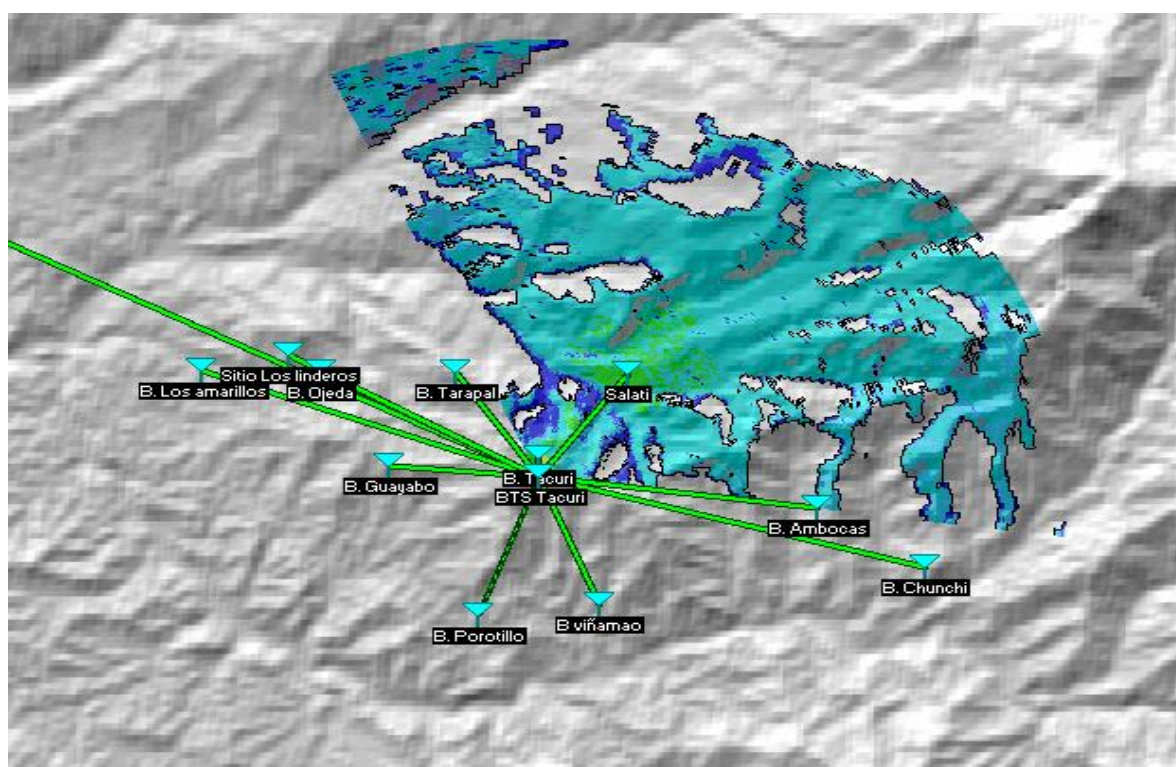 Sitio Los linderos
B. Los amarillos
B. Ojeda
B. Tarapal
Salati
B. Guayabo
B. Tacuri
BTS Tacuri
B. Ambocas
B. Chunchi
B. Porotillo
B viñamao